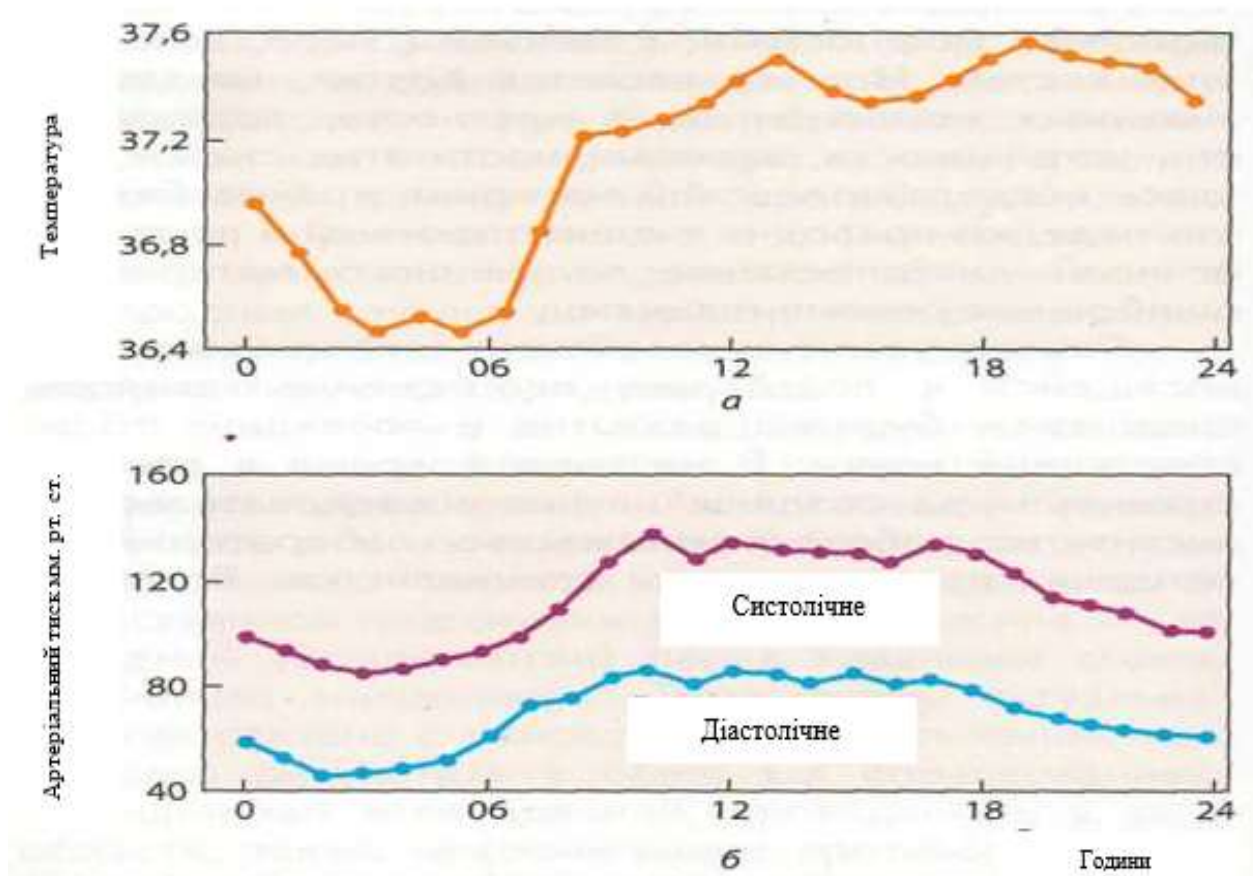 37,6
37,2
36,8
36,4
Температура
0 06 12 18 24
а
160
120
80
40
Артеріальний тиск мм. рт. ст.
Систолічне
Діастолічне
0 06 12 18 24
б
Години